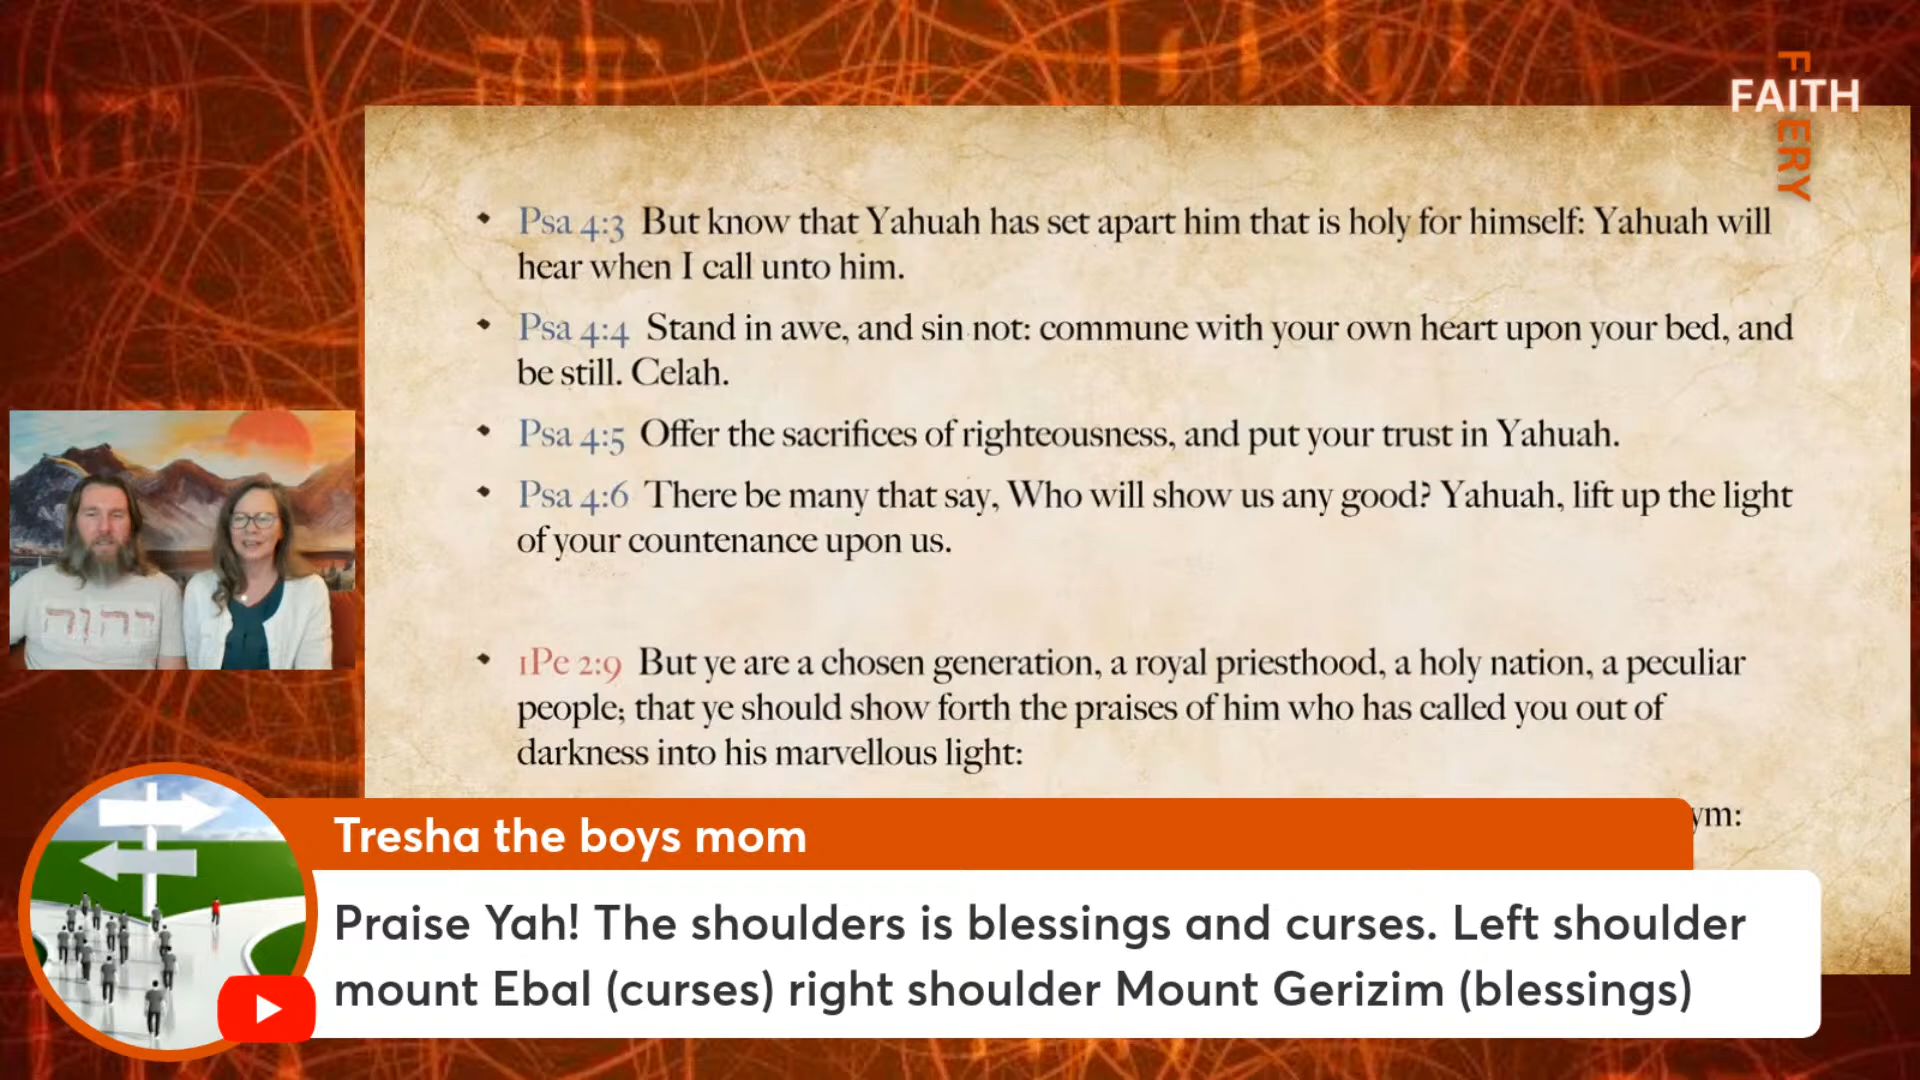 FAITH
FIERY
• Psa 4:3 But know that Yahuah has set apart him that is holy for himself: Yahuah will
hear when I call unto him.
• Psa 4:4 Stand in awe, and sin not: commune with your own heart upon your bed, and
be still. Celah.
• Psa 4:5 Offer the sacrifices of righteousness, and put your trust in Yahuah.
• Psa 4:6 There be many that say, Who will show us any good? Yahuah, lift up the light
of your countenance upon us.
• 1Pe 2:9 But ye are a chosen generation, a royal priesthood, a holy nation, a peculiar
people; that ye should show forth the praises of him who has called you out of
darkness into his marvellous light:
ym:
יהוה
Tresha the boys mom
Praise Yah! The shoulders is blessings and curses. Left shoulder
mount Ebal (curses) right shoulder Mount Gerizim (blessings)